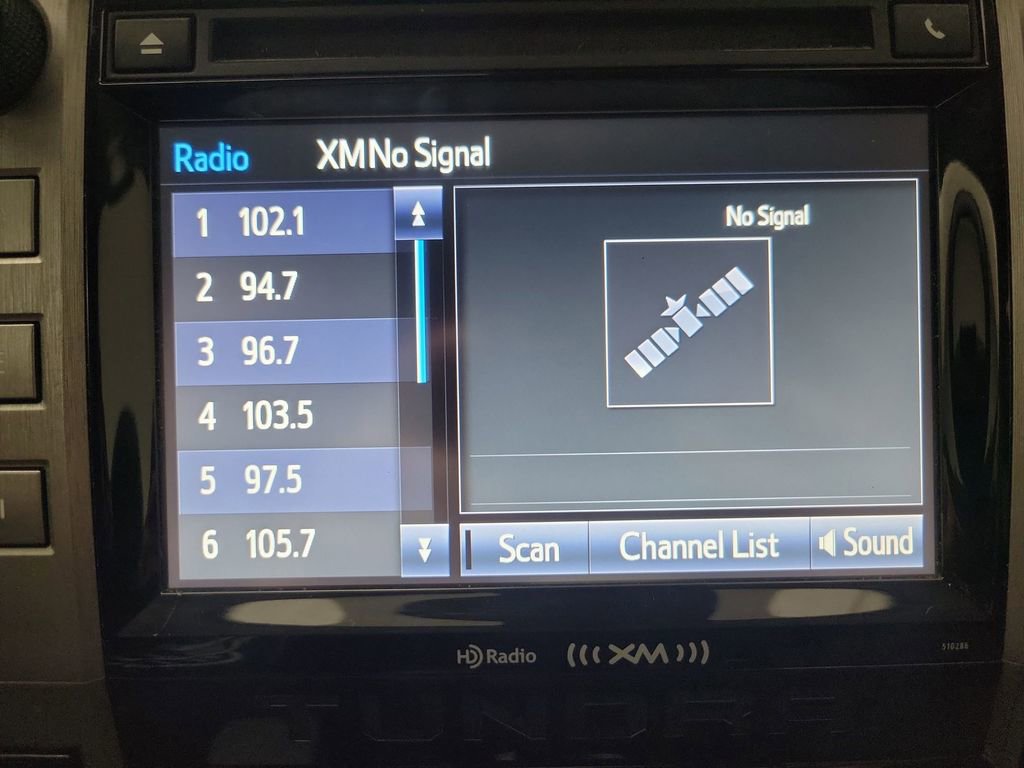 Radio XM No Signal
1 102.1
2 94.7
3 96.7
4 103.5
5 97.5
6 105.7
No Signal
Scan Channel List Sound
HD Radio (((XM)))
510286
TUNDRA